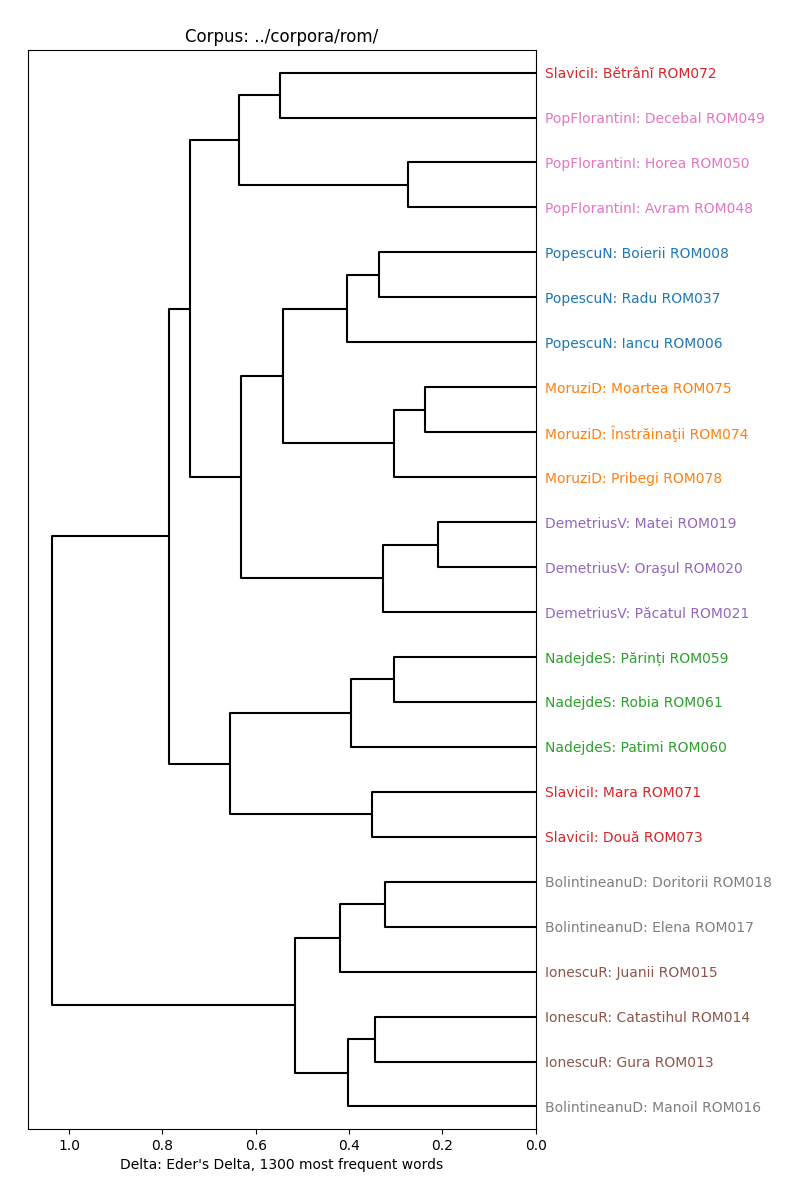 Corpus: ../corpora/rom/
SlaviciI: Bĕtrânĭ ROM072
PopFlorantinI: Decebal ROM049
PopFlorantinI: Horea ROM050
PopFlorantinI: Avram ROM048
PopescuN: Boierii ROM008
PopescuN: Radu ROM037
PopescuN: Iancu ROM006
MoruziD: Moartea ROM075
MoruziD: Înstrăinaţii ROM074
MoruziD: Pribegi ROM078
DemetriusV: Matei ROM019
DemetriusV: Oraşul ROM020
DemetriusV: Păcatul ROM021
NadejdeS: Părinți ROM059
NadejdeS: Robia ROM061
NadejdeS: Patimi ROM060
SlaviciI: Mara ROM071
SlaviciI: Două ROM073
BolintineanuD: Doritorii ROM018
BolintineanuD: Elena ROM017
IonescuR: Juanii ROM015
IonescuR: Catastihul ROM014
IonescuR: Gura ROM013
BolintineanuD: Manoil ROM016
1.0 0.8 0.6 0.4 0.2 0.0
Delta: Eder's Delta, 1300 most frequent words